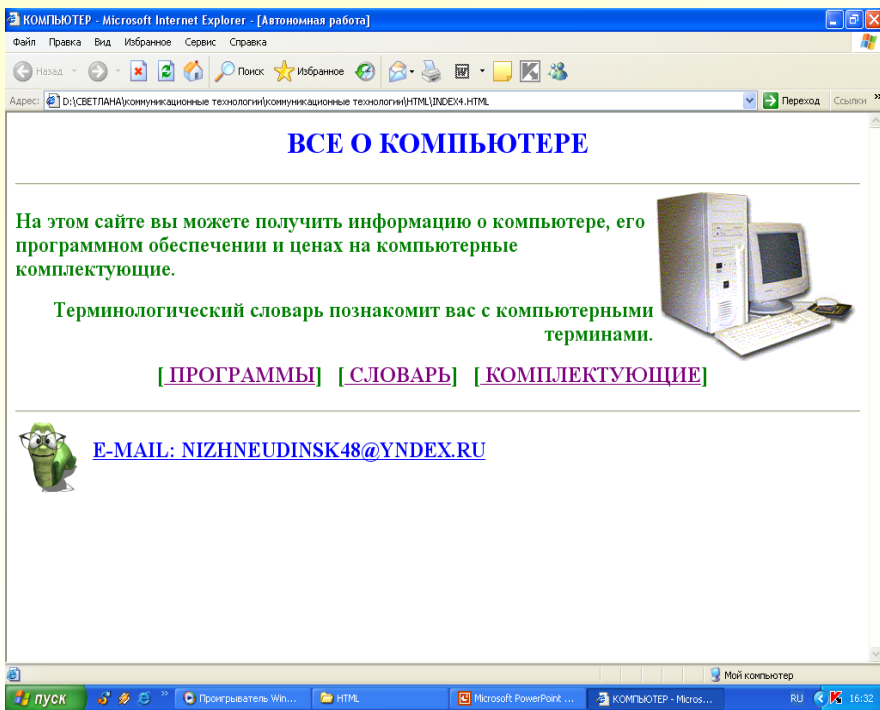 КОМПЬЮТЕР - Microsoft Internet Explorer - [Автономная работа]
Файл Правка Вид Избранное Сервис Справка
Назад Поиск Избранное
Адрес: D:\СВЕТЛАНА\коммуникационные технологии\коммуникационные технологии\HTML\INDEX4.HTML Переход Ссылки »
ВСЕ О КОМПЬЮТЕРЕ
На этом сайте вы можете получить информацию о компьютере, его
программном обеспечении и ценах на компьютерные
комплектующие.
Терминологический словарь познакомит вас с компьютерными
терминами.
[ ПРОГРАММЫ] [ СЛОВАРЬ] [ КОМПЛЕКТУЮЩИЕ]
E-MAIL: NIZHNEUDINSK48@YNDEX.RU
Мой компьютер
пуск » Проигрыватель Win... HTML Microsoft PowerPoint ... КОМПЬЮТЕР - Micros... RU 16:32